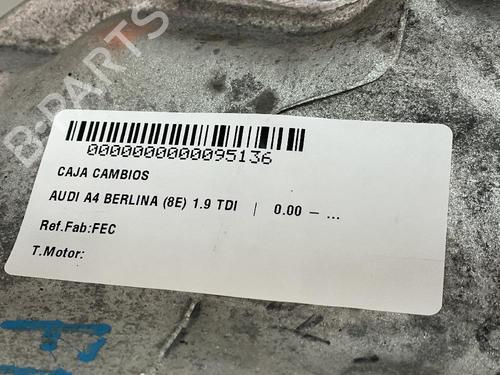 B-PARTS
0000000000095136
CAJA CAMBIOS
AUDI A4 BERLINA (8E) 1.9 TDI | 0.00 – ...
Ref.Fab:FEC
T.Motor: